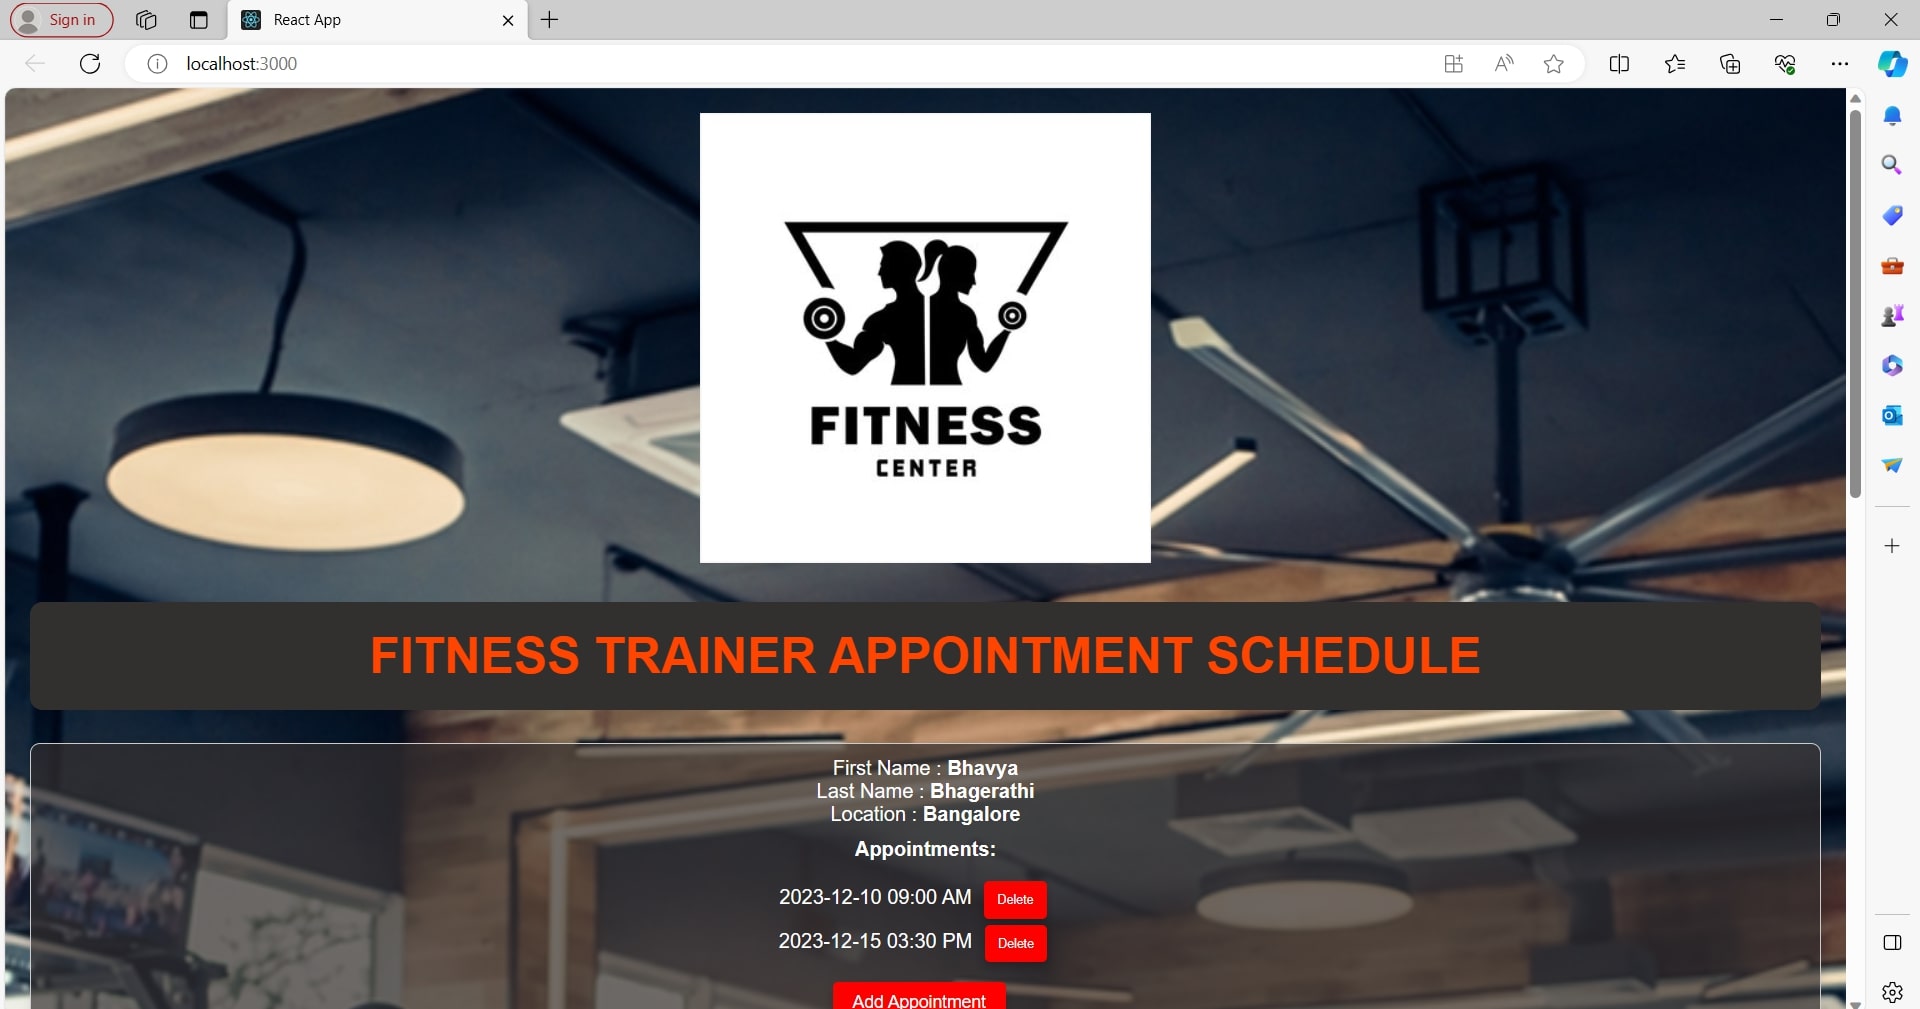 Sign in
React App
localhost:3000
FITNESS
CENTER
FITNESS TRAINER APPOINTMENT SCHEDULE
First Name : Bhavya
Last Name : Bhagerathi
Location : Bangalore
Appointments:
2023-12-10 09:00 AM Delete
2023-12-15 03:30 PM Delete
Add Appointment